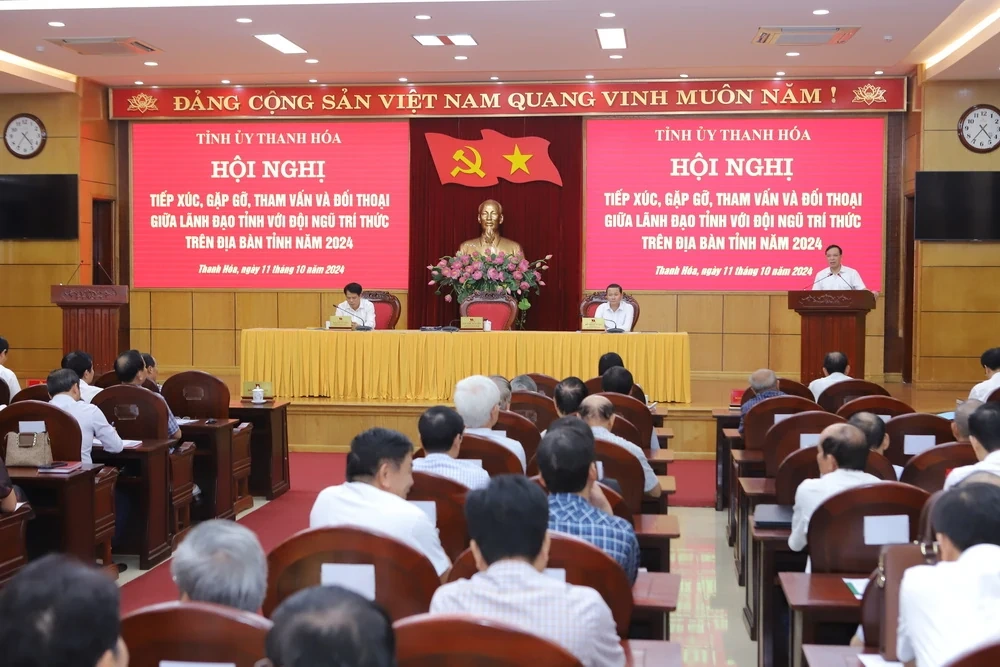 ĐẢNG CỘNG SẢN VIỆT NAM QUANG VINH MUÔN NĂM !
TỈNH ỦY THANH HÓA
HỘI NGHỊ
TIẾP XÚC, GẶP GỠ, THAM VẤN VÀ ĐỐI THOẠI
GIỮA LÃNH ĐẠO TỈNH VỚI ĐỘI NGŨ TRÍ THỨC
TRÊN ĐỊA BÀN TỈNH NĂM 2024
Thanh Hóa, ngày 11 tháng 10 năm 2024
TỈNH ỦY THANH HÓA
HỘI NGHỊ
TIẾP XÚC, GẶP GỠ, THAM VẤN VÀ ĐỐI THOẠI
GIỮA LÃNH ĐẠO TỈNH VỚI ĐỘI NGŨ TRÍ THỨC
TRÊN ĐỊA BÀN TỈNH NĂM 2024
Thanh Hóa, ngày 11 tháng 10 năm 2024